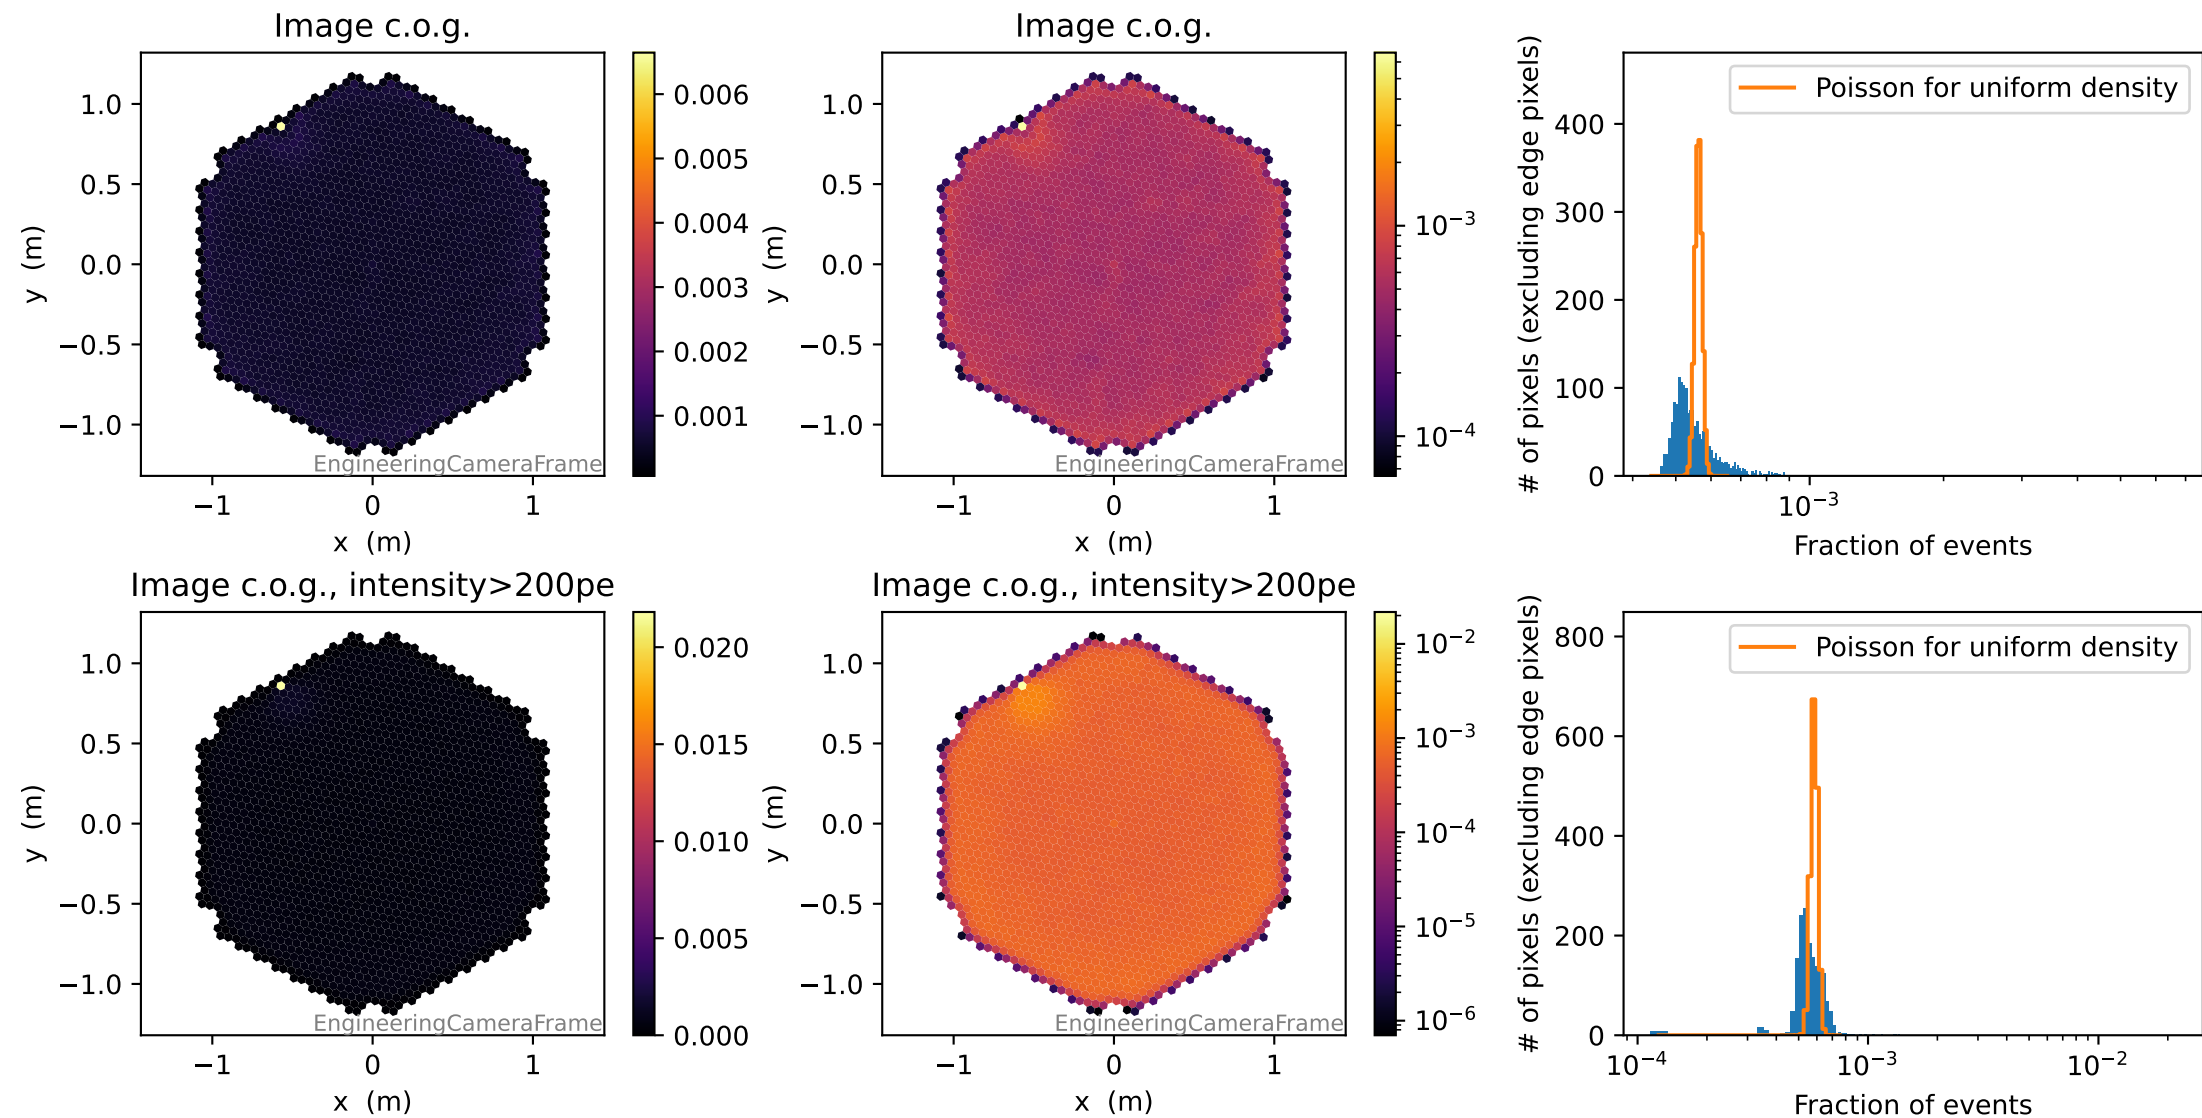 Image c.o.g.
1.0
0.5
0.0
−0.5
−1.0
y (m)
−1
0
1
x (m)
EngineeringCameraFrame
0.006
0.005
0.004
0.003
0.002
0.001
Image c.o.g.
1.0
0.5
0.0
−0.5
−1.0
y (m)
−1
0
1
x (m)
EngineeringCameraFrame
10⁻³
10⁻⁴
# of pixels (excluding edge pixels)
400
300
200
100
0
Poisson for uniform density
10⁻³
Fraction of events
Image c.o.g., intensity>200pe
1.0
0.5
0.0
−0.5
−1.0
y (m)
−1
0
1
x (m)
EngineeringCameraFrame
0.020
0.015
0.010
0.005
0.000
Image c.o.g., intensity>200pe
1.0
0.5
0.0
−0.5
−1.0
y (m)
−1
0
1
x (m)
EngineeringCameraFrame
10⁻²
10⁻³
10⁻⁴
10⁻⁵
10⁻⁶
# of pixels (excluding edge pixels)
800
600
400
200
0
Poisson for uniform density
10⁻⁴
10⁻³
10⁻²
Fraction of events